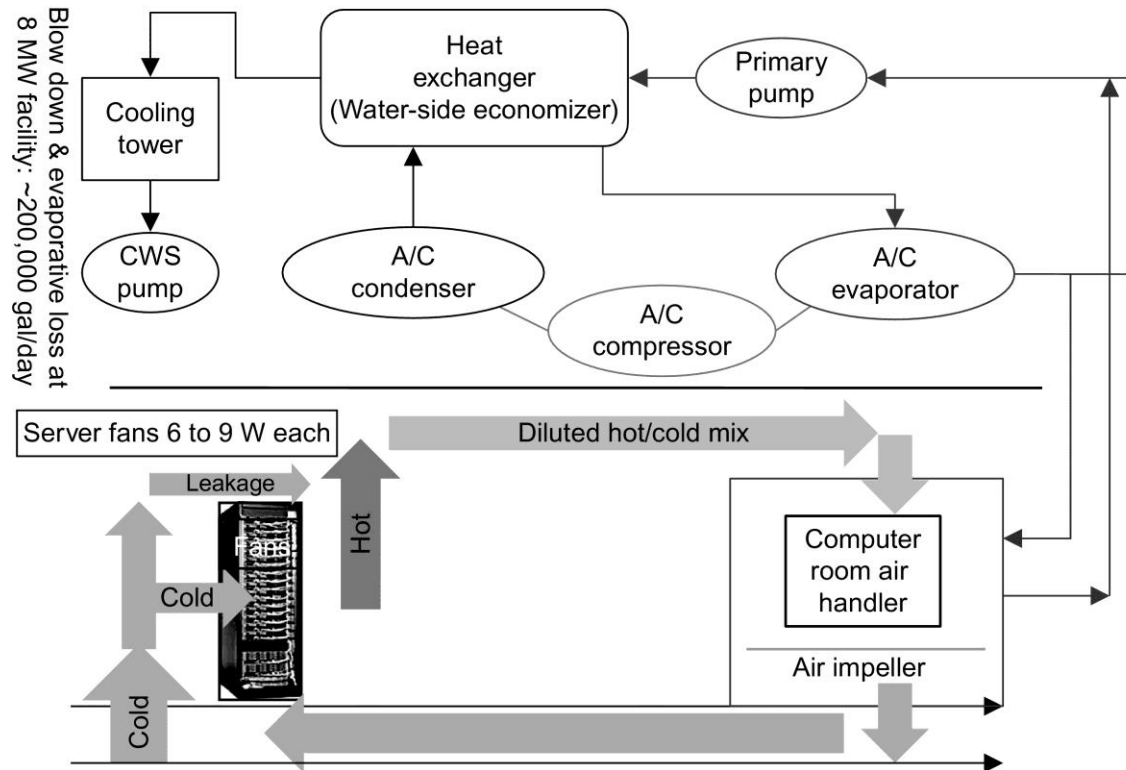 Blow down & evaporative loss at
8 MW facility: ~200,000 gal/day
Heat
exchanger
(Water-side economizer)
Primary
pump
Cooling
tower
CWS
pump
A/C
condenser
A/C
compressor
A/C
evaporator
Server fans 6 to 9 W each
Diluted hot/cold mix
Leakage
Fans
Hot
Cold
Cold
Computer
room air
handler
Air impeller